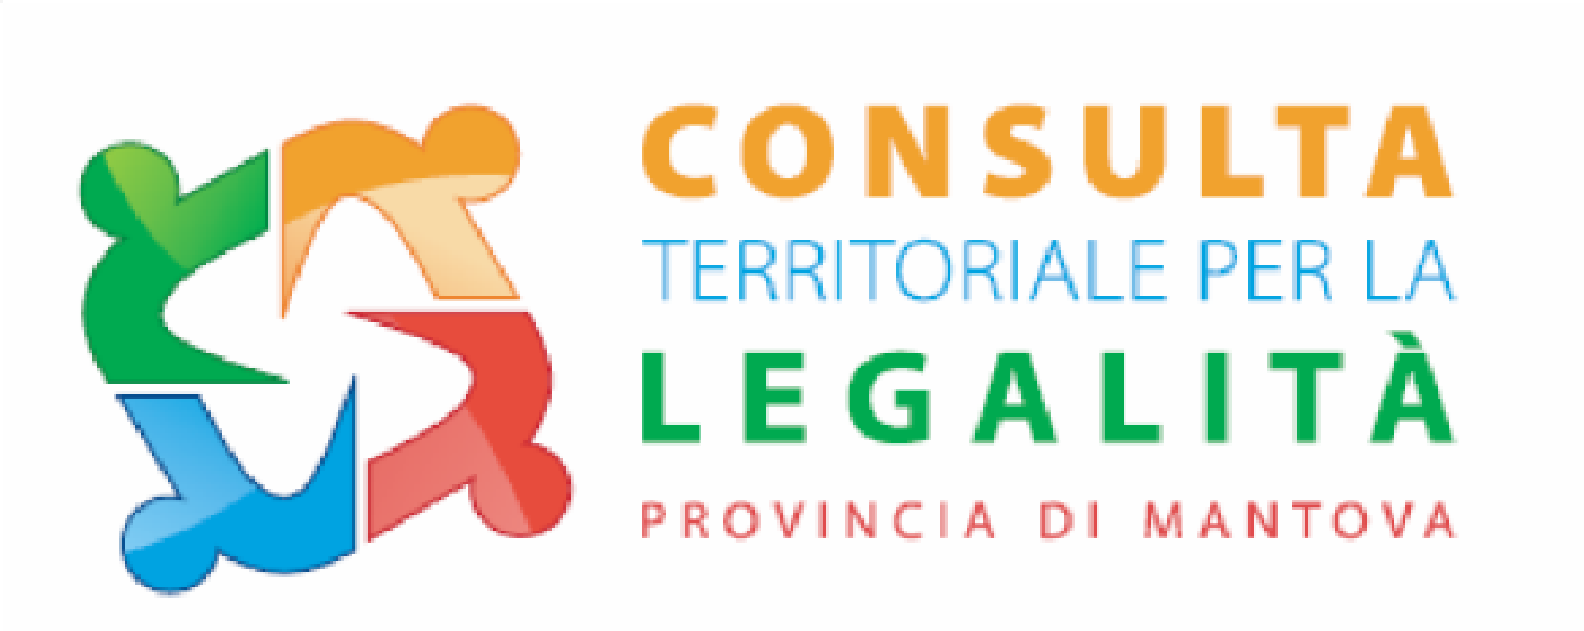 CONSULTA
TERRITORIALE PER LA
LEGALITÀ
PROVINCIA DI MANTOVA